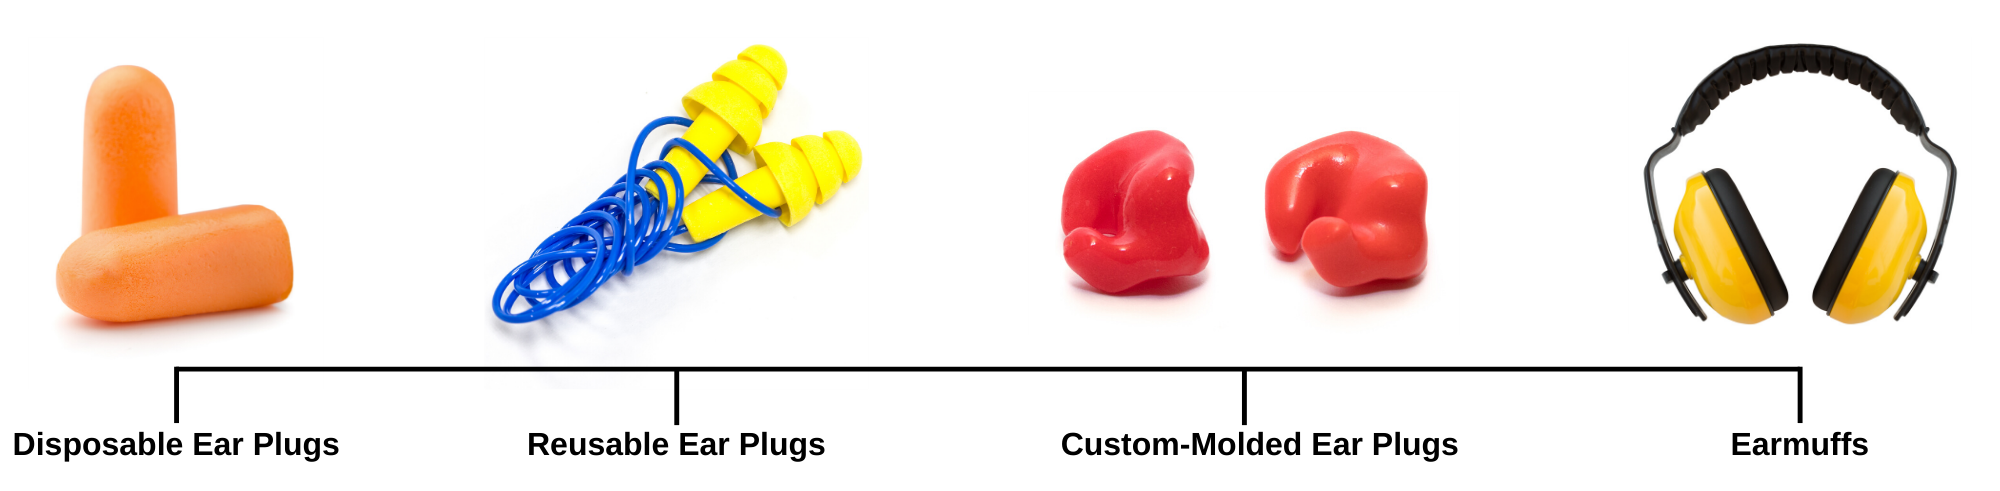 Disposable Ear Plugs
Reusable Ear Plugs
Custom-Molded Ear Plugs
Earmuffs